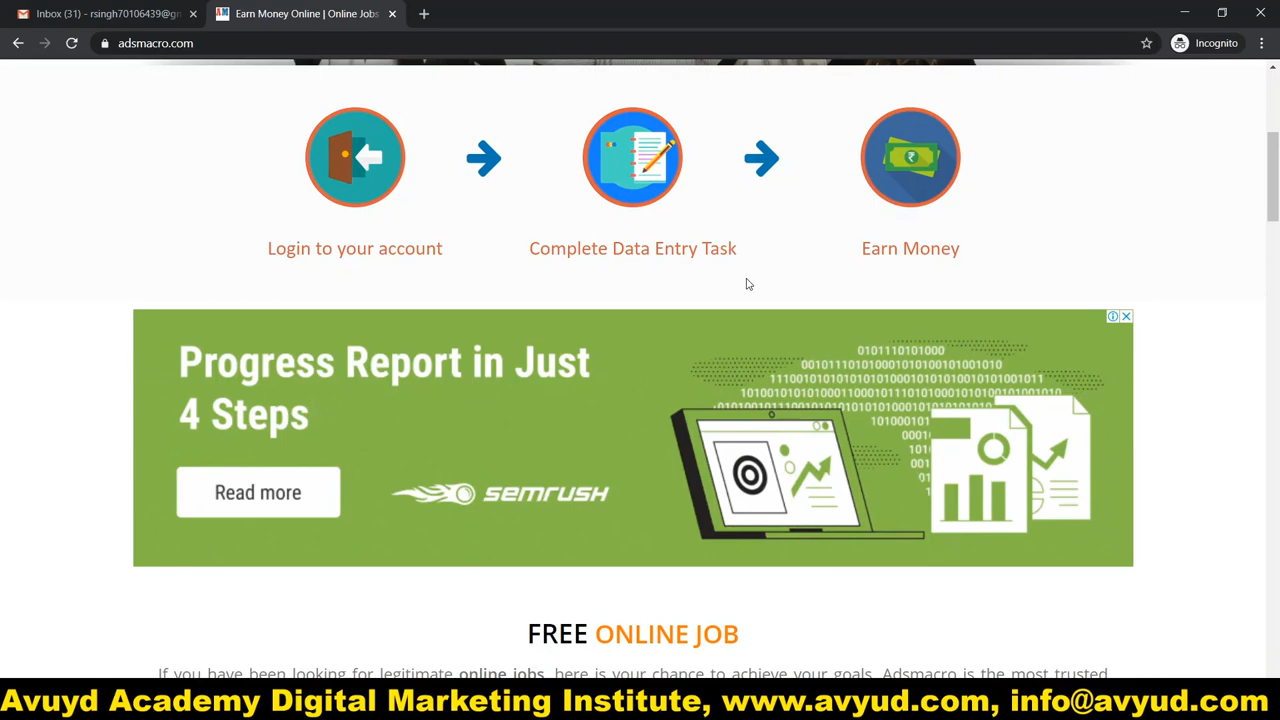 Inbox (31) - rsingh70106439@gm
Earn Money Online | Online Jobs
adsmacro.com
Incognito
Login to your account
Complete Data Entry Task
Earn Money
Progress Report in Just
4 Steps
Read more
SEMRUSH
FREE ONLINE JOB
If you have been looking for legitimate online jobs, here is your chance to achieve your goals. Adsmacro is the most trusted
Avuyd Academy Digital Marketing Institute, www.avyud.com, info@avyud.com